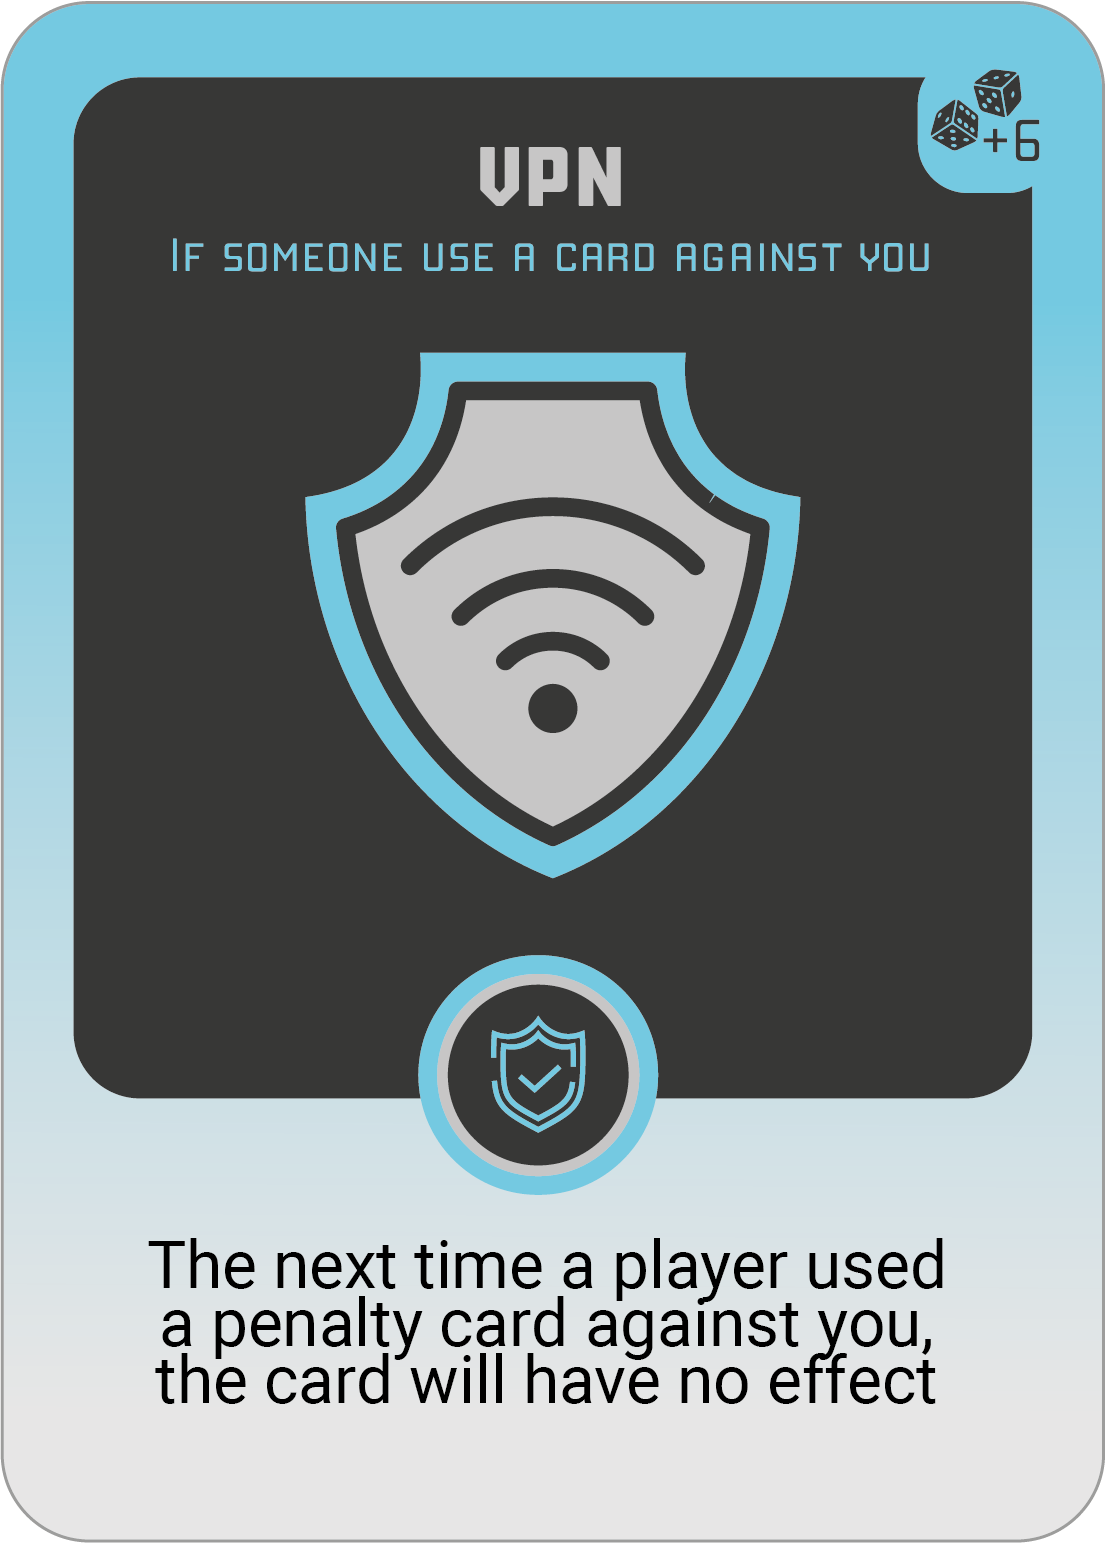 +6
VPN
If someone use a card against you
The next time a player used
a penalty card against you,
the card will have no effect